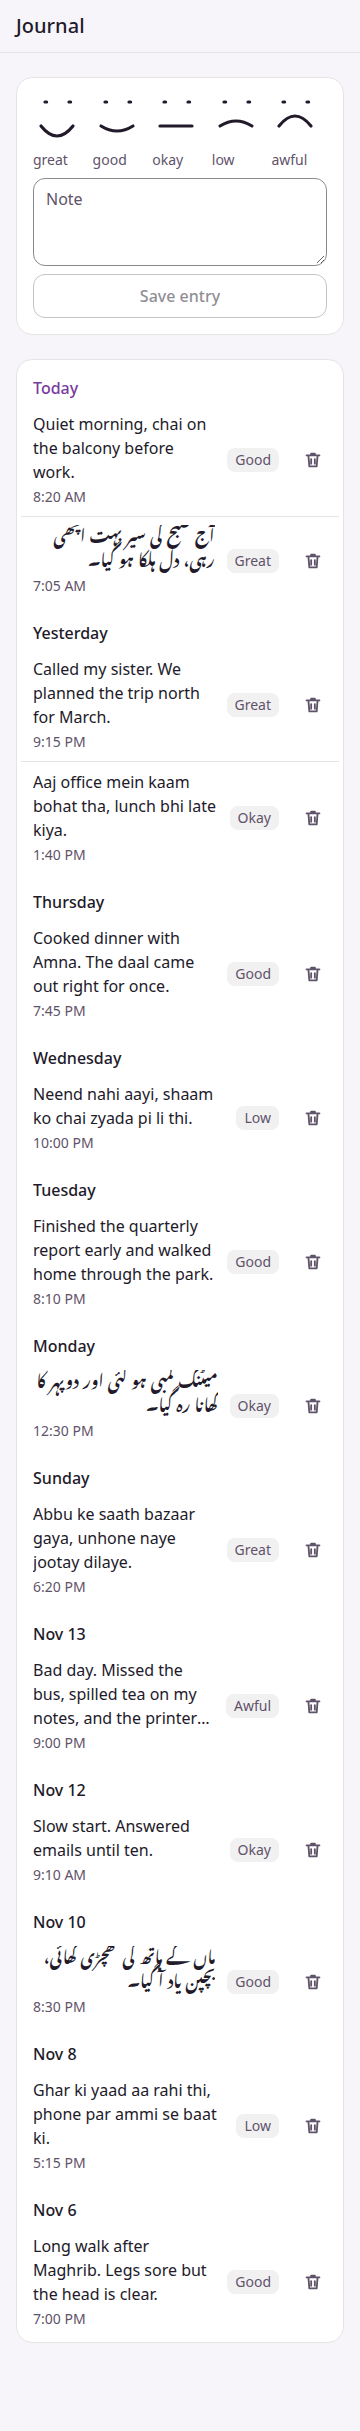 Journal
great good okay low awful
Note
Save entry
Today
Quiet morning, chai on
the balcony before
work.
Good
8:20 AM
آج صبح کی سیر بہت اچھی
رہی، دل ہلکا ہو گیا۔
Great
7:05 AM
Yesterday
Called my sister. We
planned the trip north
for March.
Great
9:15 PM
Aaj office mein kaam
bohat tha, lunch bhi late
kiya.
Okay
1:40 PM
Thursday
Cooked dinner with
Amna. The daal came
out right for once.
Good
7:45 PM
Wednesday
Neend nahi aayi, shaam
ko chai zyada pi li thi.
Low
10:00 PM
Tuesday
Finished the quarterly
report early and walked
home through the park.
Good
8:10 PM
Monday
میٹنگ لمبی ہو گئی اور دوپہر کا
کھانا رہ گیا۔
Okay
12:30 PM
Sunday
Abbu ke saath bazaar
gaya, unhone naye
jootay dilaye.
Great
6:20 PM
Nov 13
Bad day. Missed the
bus, spilled tea on my
notes, and the printer…
Awful
9:00 PM
Nov 12
Slow start. Answered
emails until ten.
Okay
9:10 AM
Nov 10
ماں کے ہاتھ کی کھچڑی کھائی،
بچپن یاد آ گیا۔
Good
8:30 PM
Nov 8
Ghar ki yaad aa rahi thi,
phone par ammi se baat
ki.
Low
5:15 PM
Nov 6
Long walk after
Maghrib. Legs sore but
the head is clear.
Good
7:00 PM